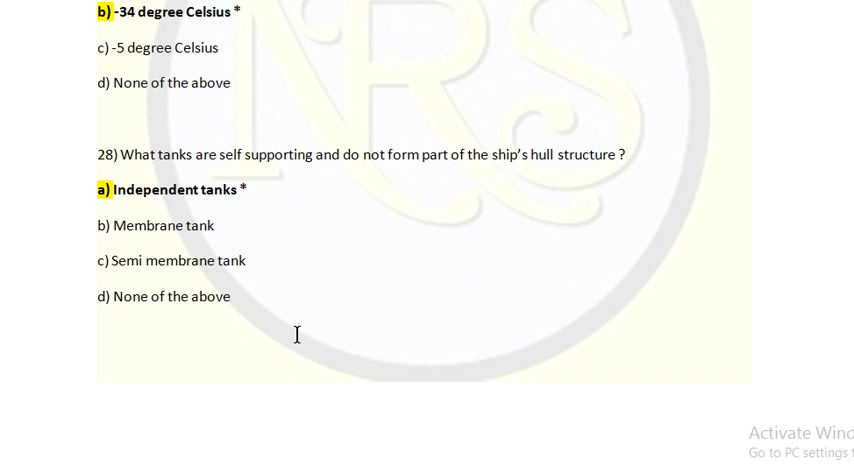 b) -34 degree Celsius *
c) -5 degree Celsius
d) None of the above
28) What tanks are self supporting and do not form part of the ship's hull structure ?
a) Independent tanks *
b) Membrane tank
c) Semi membrane tank
d) None of the above
NRS
Activate Wind
Go to PC settings t